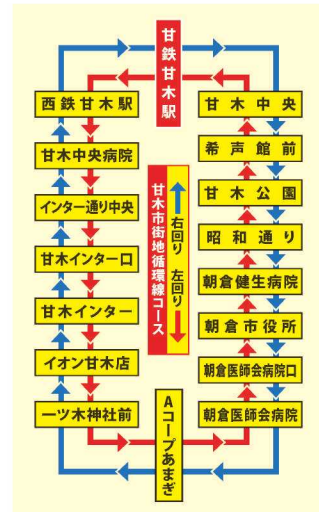 甘鉄甘木駅
西鉄甘木駅
甘木中央病院
インター通り中央
甘木インター口
甘木インター
イオン甘木店
一ツ木神社前
甘木市街地循環線コース
右回り
左回り
甘木中央
希声館前
甘木公園
昭和通り
朝倉健生病院
朝倉市役所
朝倉医師会病院口
朝倉医師会病院
Aコープあまぎ